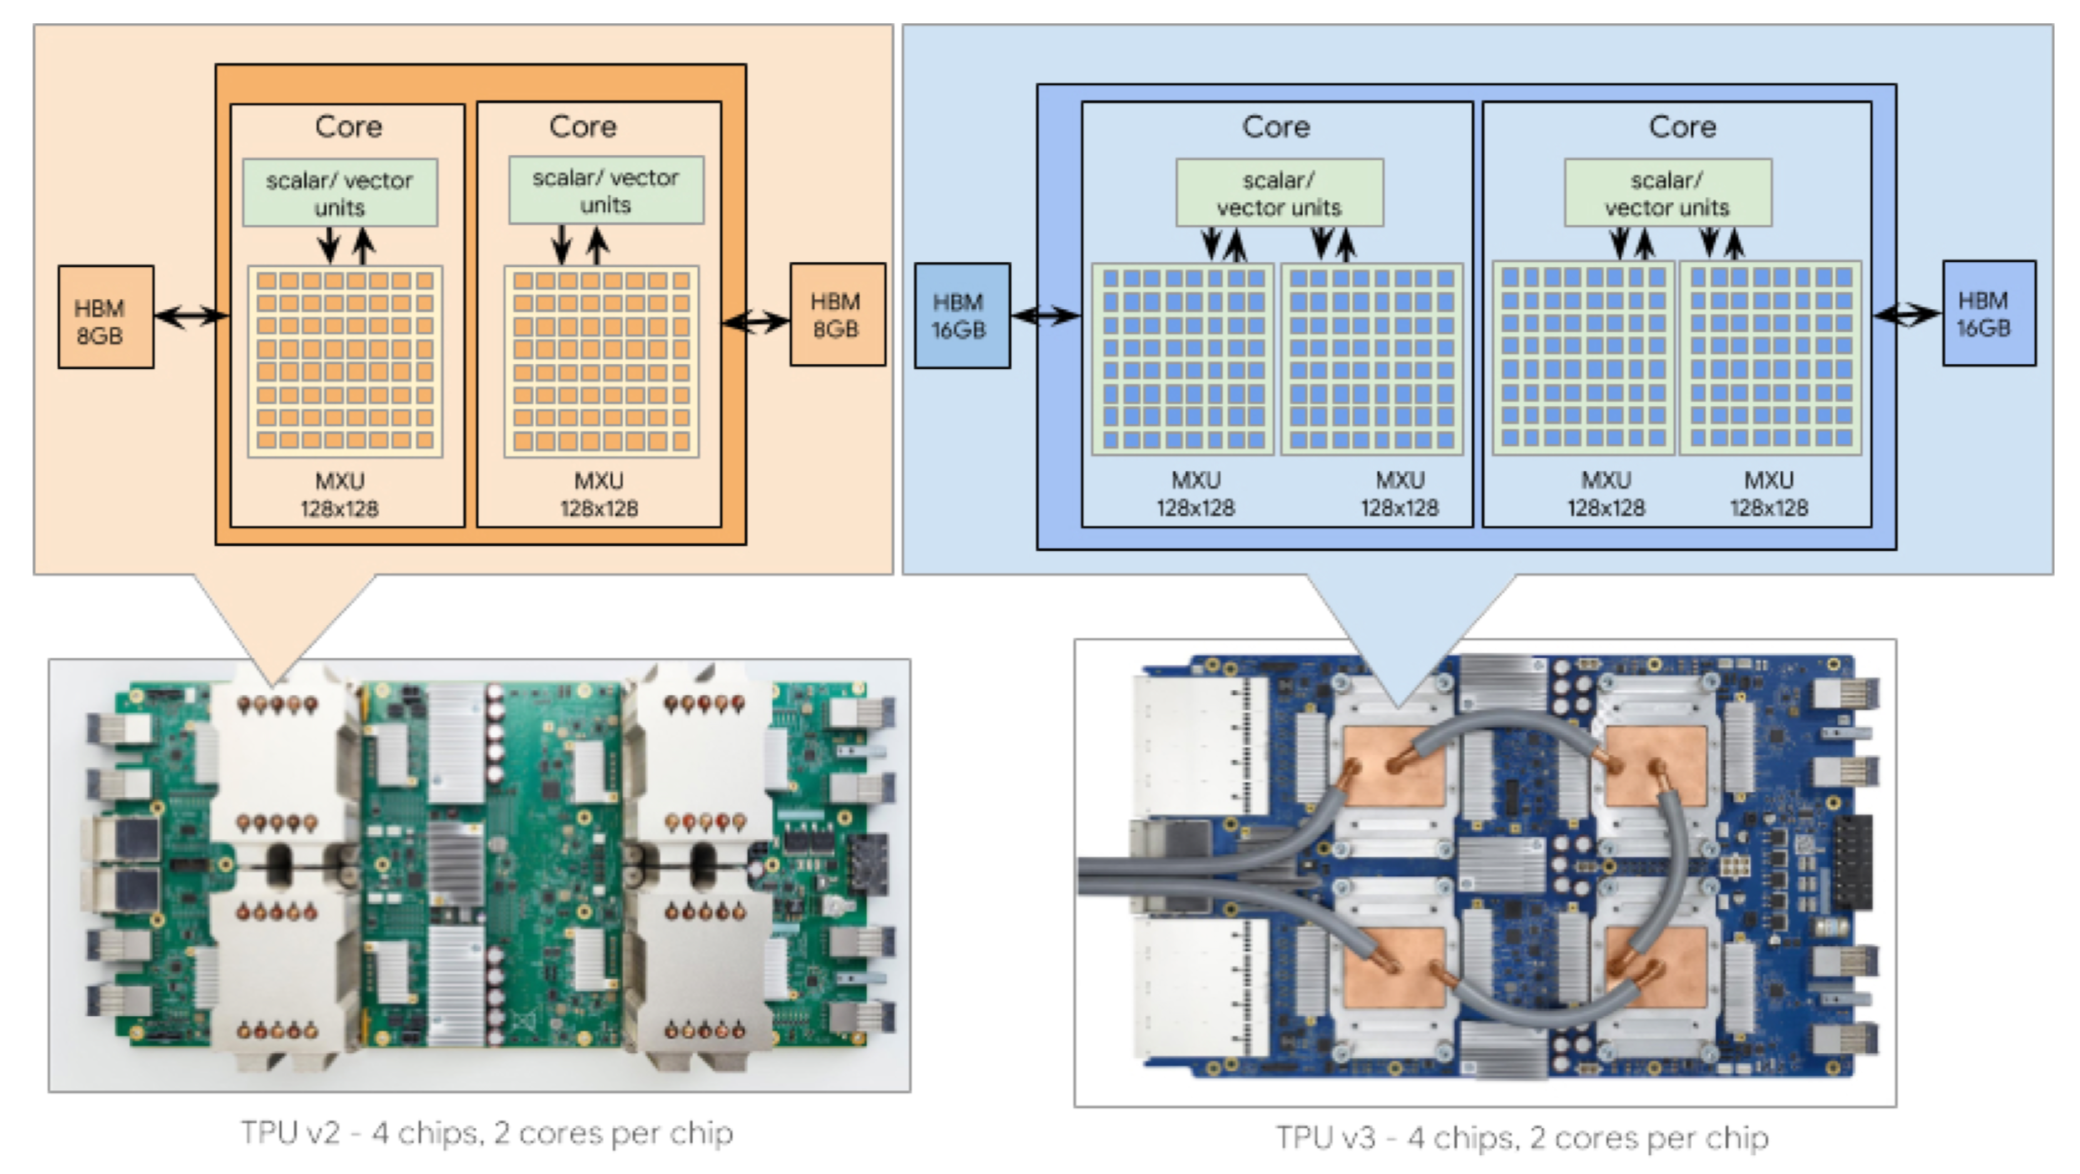 Core
scalar/ vector
units
HBM
8GB
MXU
128x128
Core
scalar/ vector
units
MXU
128x128
HBM
8GB
HBM
16GB
Core
scalar/
vector units
MXU
128x128
MXU
128x128
Core
scalar/
vector units
MXU
128x128
MXU
128x128
HBM
16GB
TPU v2 - 4 chips, 2 cores per chip
TPU v3 - 4 chips, 2 cores per chip